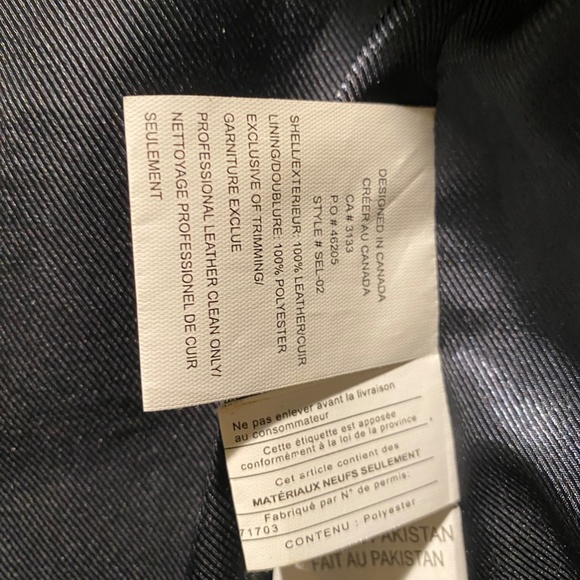 DESIGNED IN CANADA
CRÉER AU CANADA
CA # 3133
P.O # 46205
STYLE # SEL-02
SHELL/EXTERIEUR: 100% LEATHER/CUIR
LINING/DOUBLURE: 100% POLYESTER
EXCLUSIVE OF TRIMMING/
GARNITURE EXCLUE
PROFESSIONAL LEATHER CLEAN ONLY/
NETTOYAGE PROFESSIONEL DE CUIR
SEULEMENT
Ne pas enlever avant la livraison
au consommateur
Cette étiquette est apposée
conformément à la loi de la province
Cet article contient des
MATÉRIAUX NEUFS SEULEMENT
Fabriqué par N° de permis:
71703
CONTENU : Polyester
PAKISTAN
FAIT AU PAKISTAN